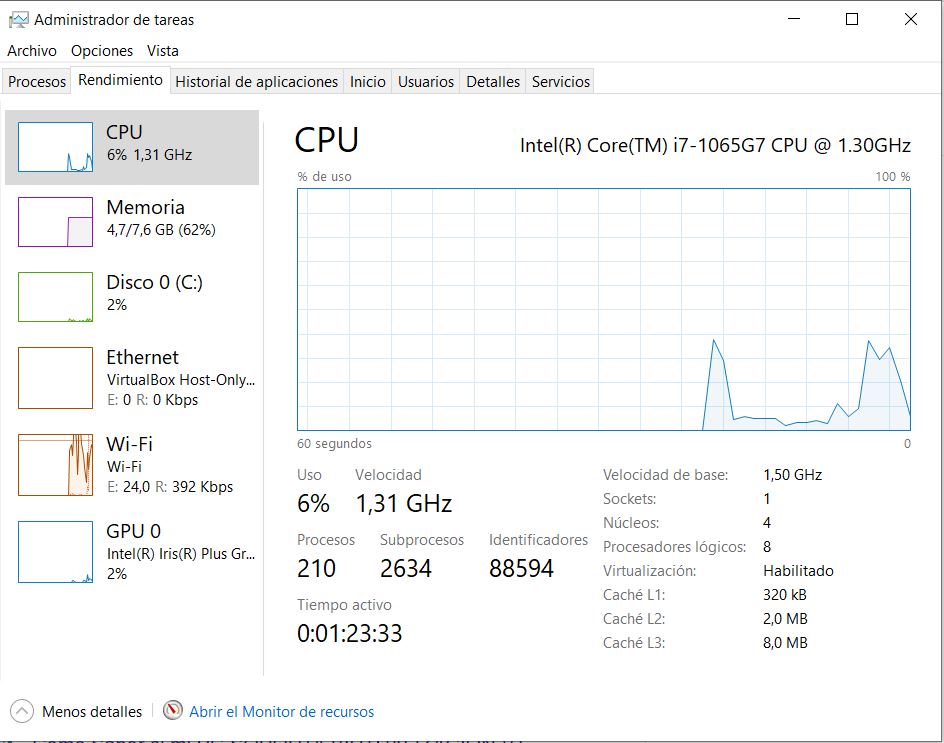 Administrador de tareas
Archivo Opciones Vista
Procesos Rendimiento Historial de aplicaciones Inicio Usuarios Detalles Servicios
CPU
6% 1,31 GHz
Memoria
4,7/7,6 GB (62%)
Disco 0 (C:)
2%
Ethernet
VirtualBox Host-Only...
E: 0 R: 0 Kbps
Wi-Fi
Wi-Fi
E: 24,0 R: 392 Kbps
GPU 0
Intel(R) Iris(R) Plus Gr...
2%
CPU Intel(R) Core(TM) i7-1065G7 CPU @ 1.30GHz
% de uso 100 %
60 segundos 0
Uso Velocidad
6% 1,31 GHz
Procesos Subprocesos Identificadores
210 2634 88594
Tiempo activo
0:01:23:33
Velocidad de base: 1,50 GHz
Sockets: 1
Núcleos: 4
Procesadores lógicos: 8
Virtualización: Habilitado
Caché L1: 320 kB
Caché L2: 2,0 MB
Caché L3: 8,0 MB
Menos detalles Abrir el Monitor de recursos